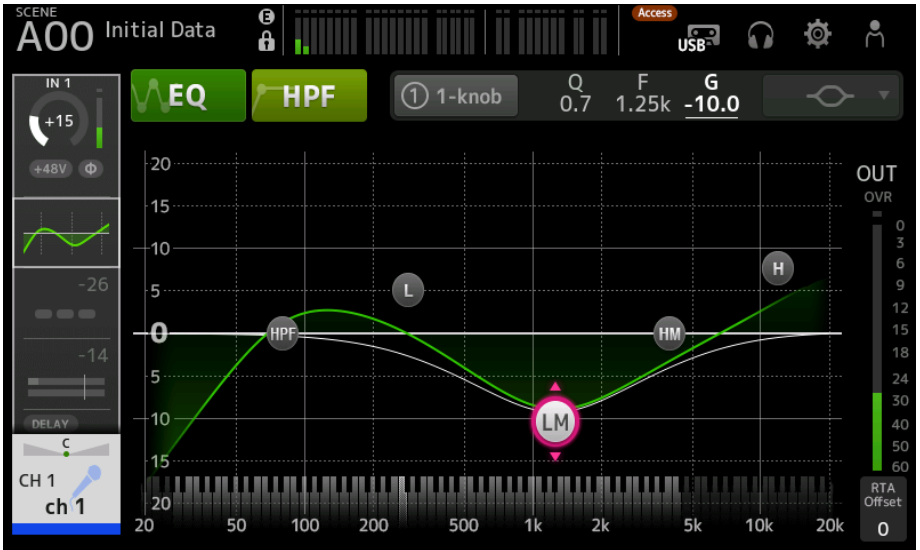 SCENE
A00 Initial Data
E
Access
USB
IN 1
+15
+48V Φ
-26
-14
DELAY
C
CH 1
ch 1
EQ
HPF
1 1-knob
Q F G
0.7 1.25k -10.0
20
15
10
5
0
5
10
15
20
HPF
L
LM
HM
H
20 50 100 200 500 1k 2k 5k 10k 20k
OUT
OVR
0
3
6
9
12
15
18
24
30
40
50
60
RTA
Offset
0